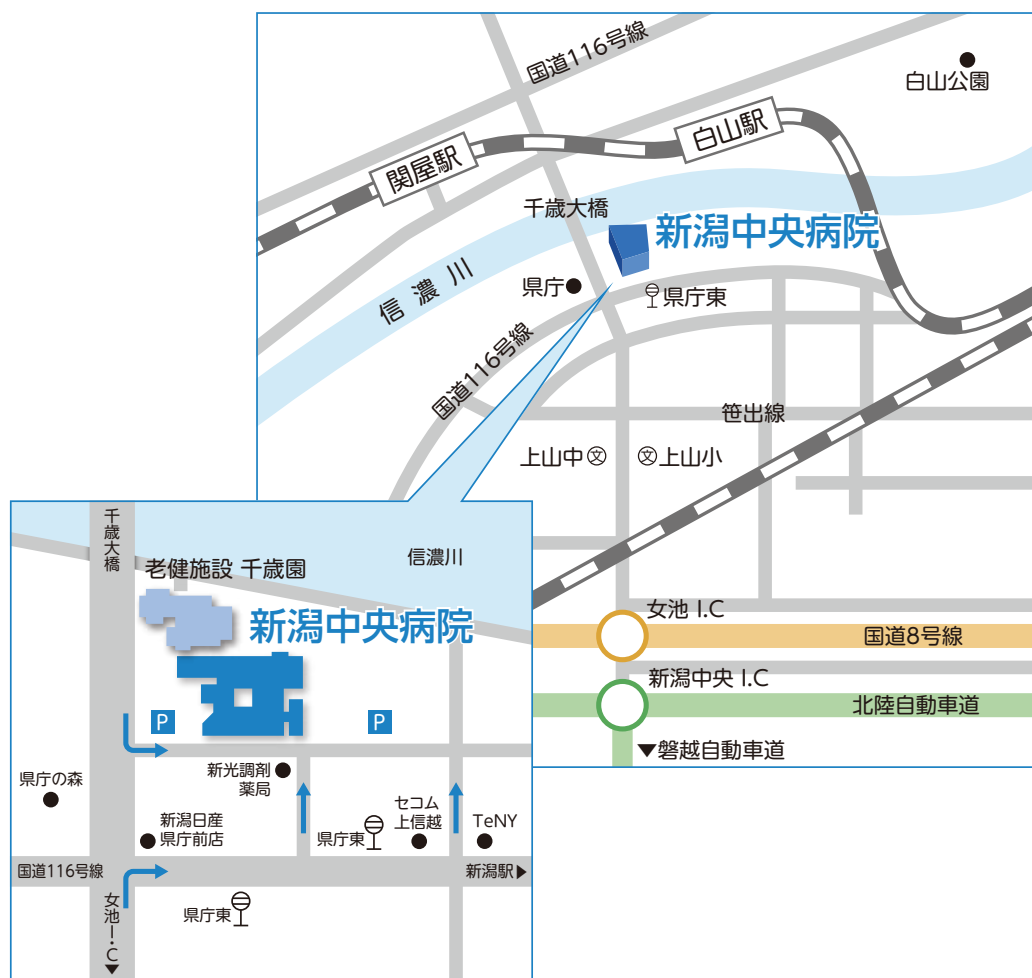 国道116号線
白山公園
白山駅
関屋駅
千歳大橋
新潟中央病院
信濃川
県庁
県庁東
国道116号線
笹出線
上山中
文
文
上山小
女池 I.C
国道8号線
新潟中央 I.C
北陸自動車道
▼磐越自動車道
千歳大橋
信濃川
老健施設 千歳園
新潟中央病院
P
P
県庁の森
新光調剤
薬局
新潟日産
県庁前店
県庁東
セコム
上信越
TeNY
国道116号線
新潟駅▶
県庁東
女池I・C▼